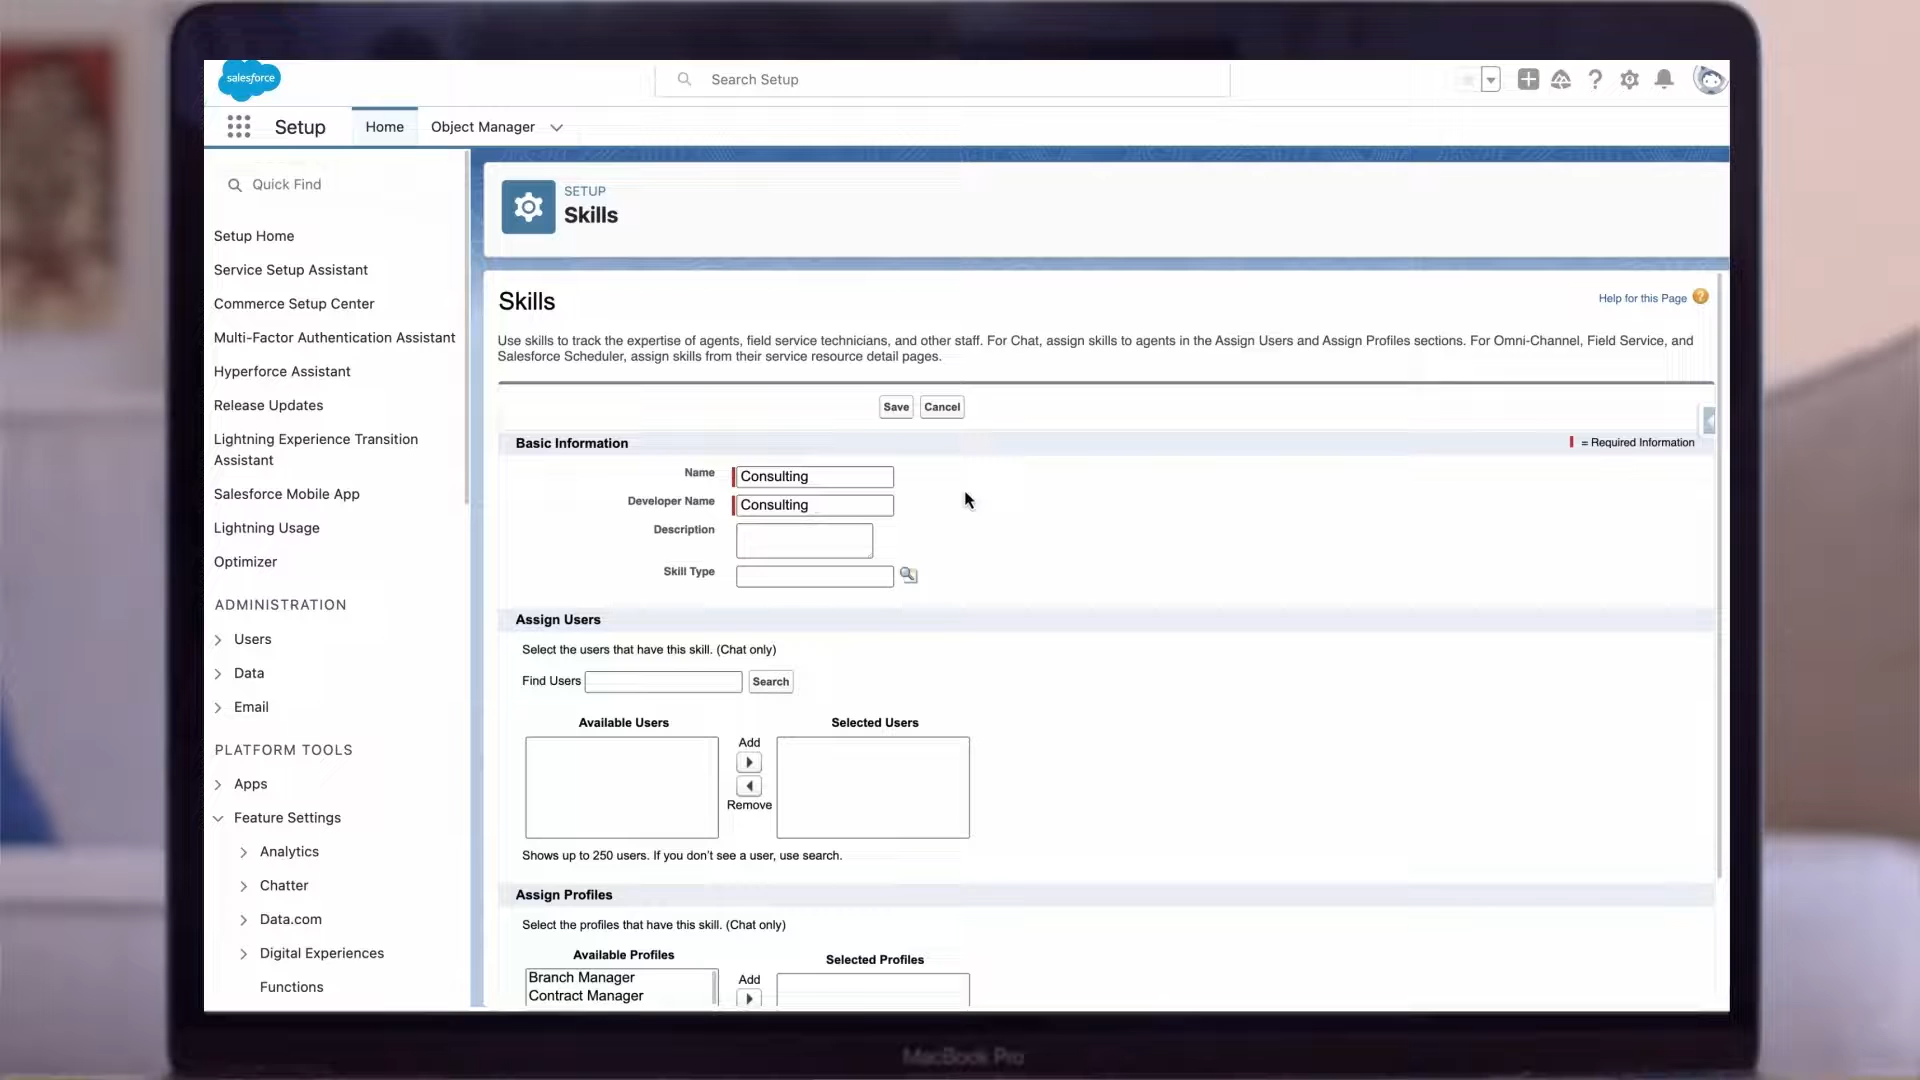 salesforce
Search Setup
Setup
Home
Object Manager
Quick Find
Setup Home
Service Setup Assistant
Commerce Setup Center
Multi-Factor Authentication Assistant
Hyperforce Assistant
Release Updates
Lightning Experience Transition
Assistant
Salesforce Mobile App
Lightning Usage
Optimizer
ADMINISTRATION
Users
Data
Email
PLATFORM TOOLS
Apps
Feature Settings
Analytics
Chatter
Data.com
Digital Experiences
Functions
SETUP
Skills
Skills
Help for this Page ?
Use skills to track the expertise of agents, field service technicians, and other staff. For Chat, assign skills to agents in the Assign Users and Assign Profiles sections. For Omni-Channel, Field Service, and
Salesforce Scheduler, assign skills from their service resource detail pages.
Save Cancel
Basic Information
= Required Information
Name Consulting
Developer Name Consulting
Description
Skill Type
Assign Users
Select the users that have this skill. (Chat only)
Find Users Search
Available Users
Selected Users
Add
Remove
Shows up to 250 users. If you don't see a user, use search.
Assign Profiles
Select the profiles that have this skill. (Chat only)
Available Profiles
Selected Profiles
Branch Manager
Contract Manager
Add
MacBook Pro